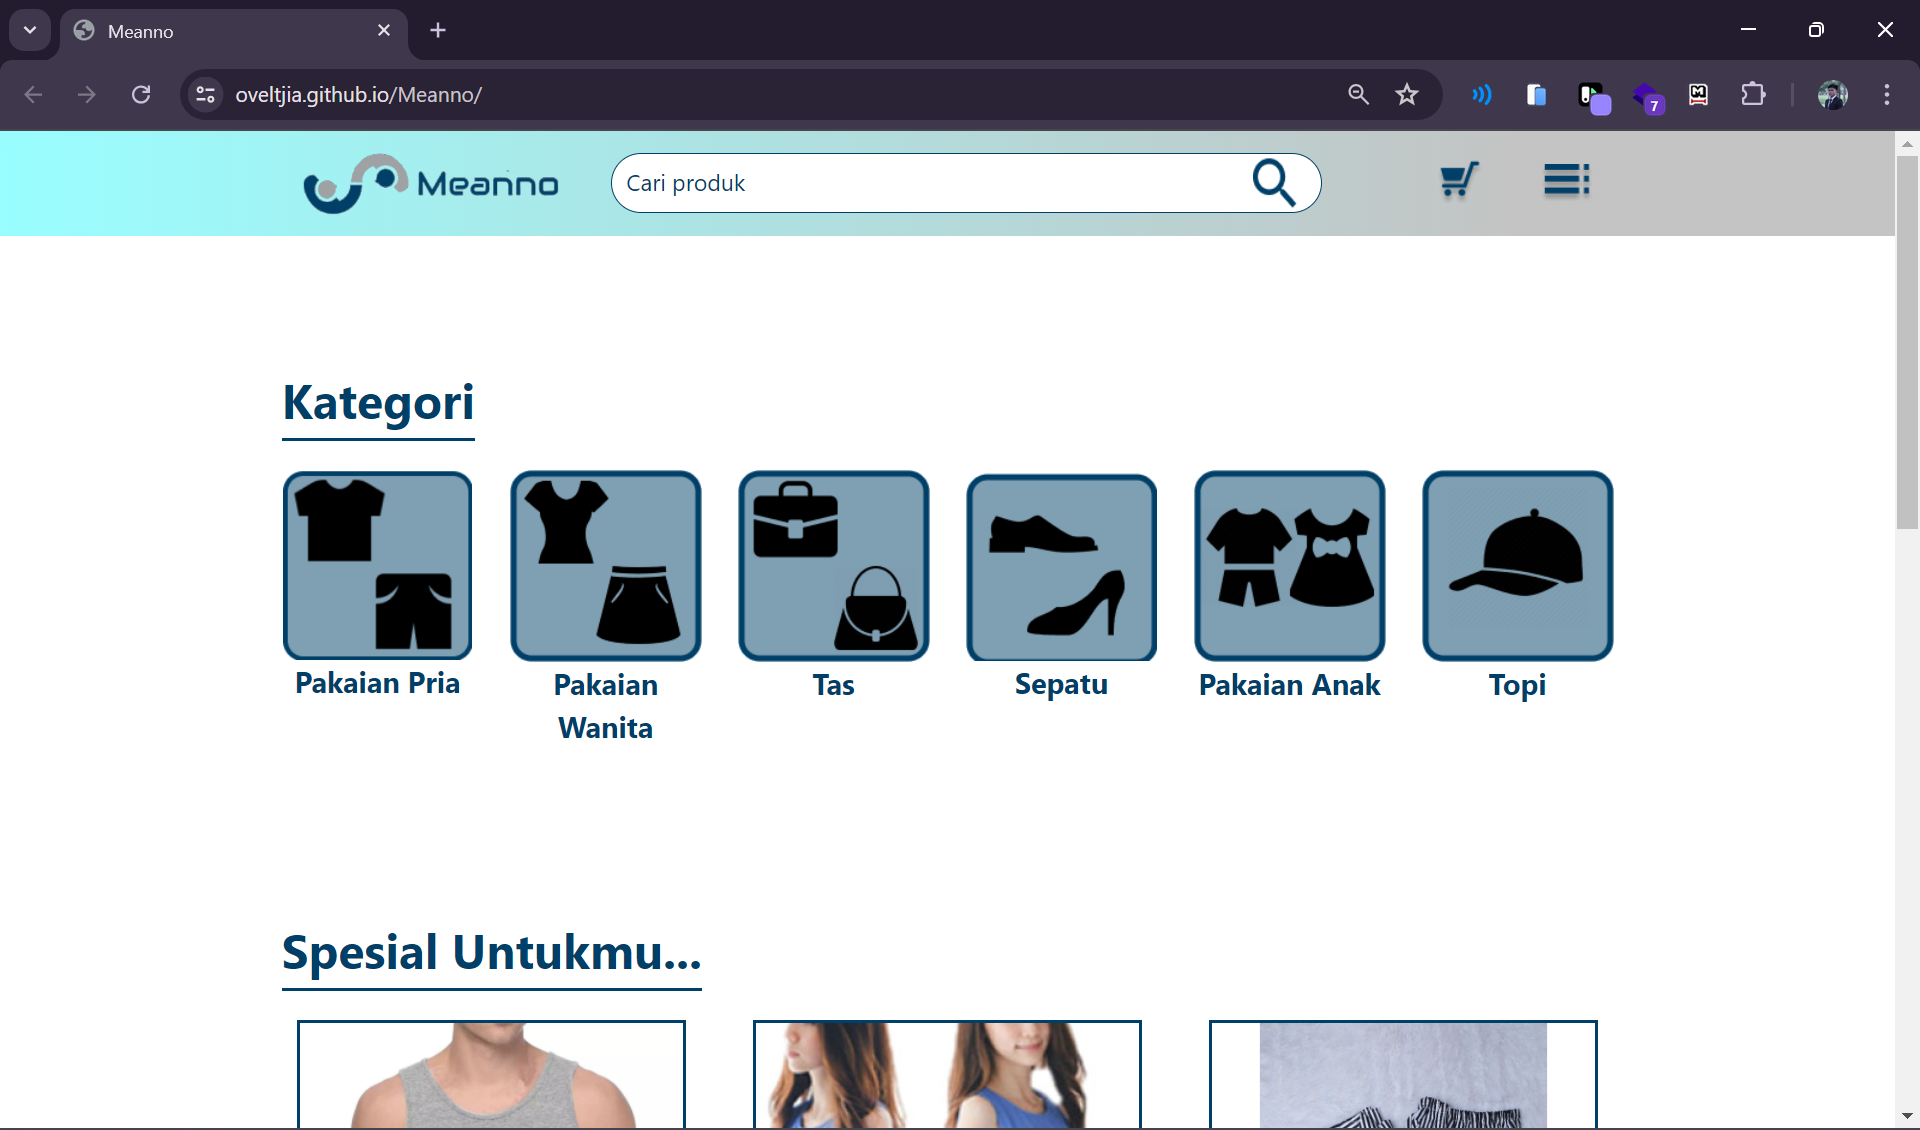 Meanno
oveltjia.github.io/Meanno/
7
Meanno
Cari produk
Kategori
Pakaian Pria
Pakaian
Wanita
Tas
Sepatu
Pakaian Anak
Topi
Spesial Untukmu...